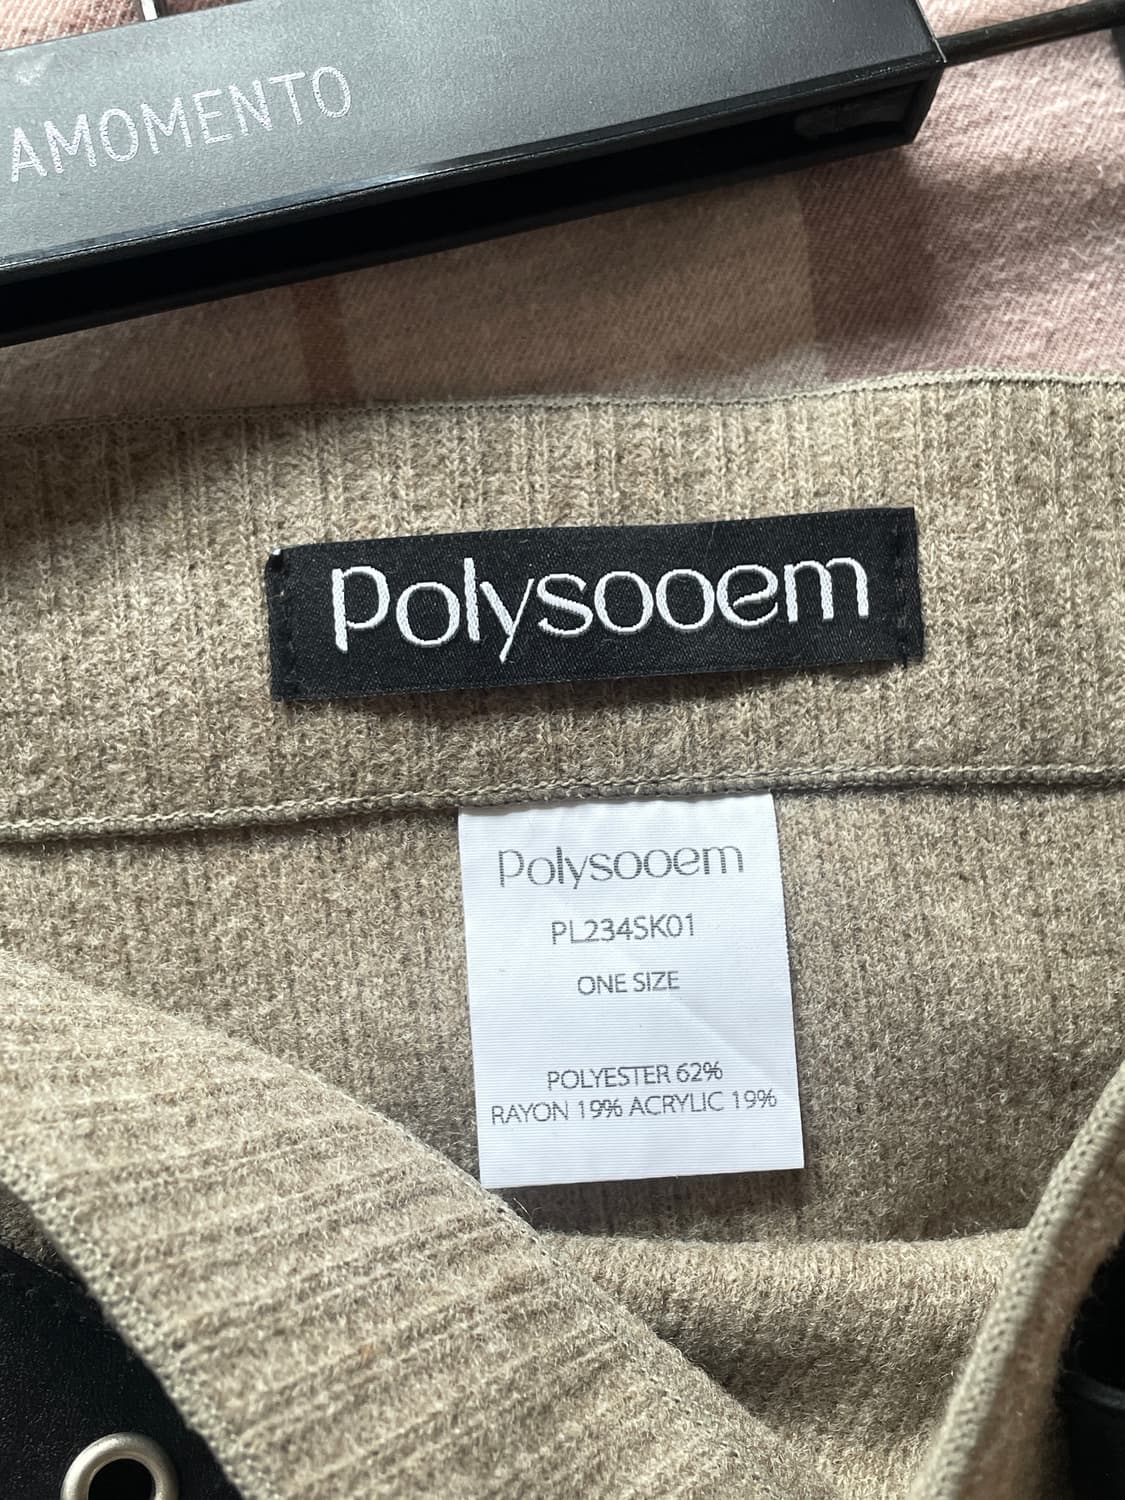 AMOMENTO
Polysooem
Polysooem
PL234SK01
ONE SIZE
POLYESTER 62%
RAYON 19% ACRYLIC 19%